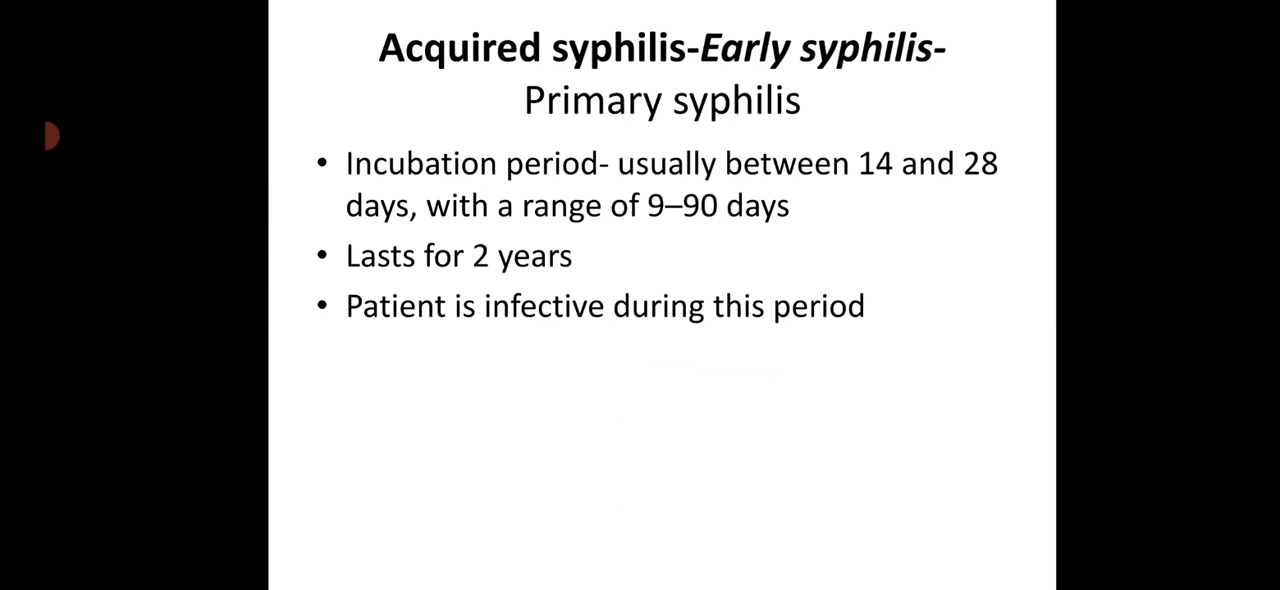 Acquired syphilis-Early syphilis-
Primary syphilis
• Incubation period- usually between 14 and 28
days, with a range of 9–90 days
• Lasts for 2 years
• Patient is infective during this period